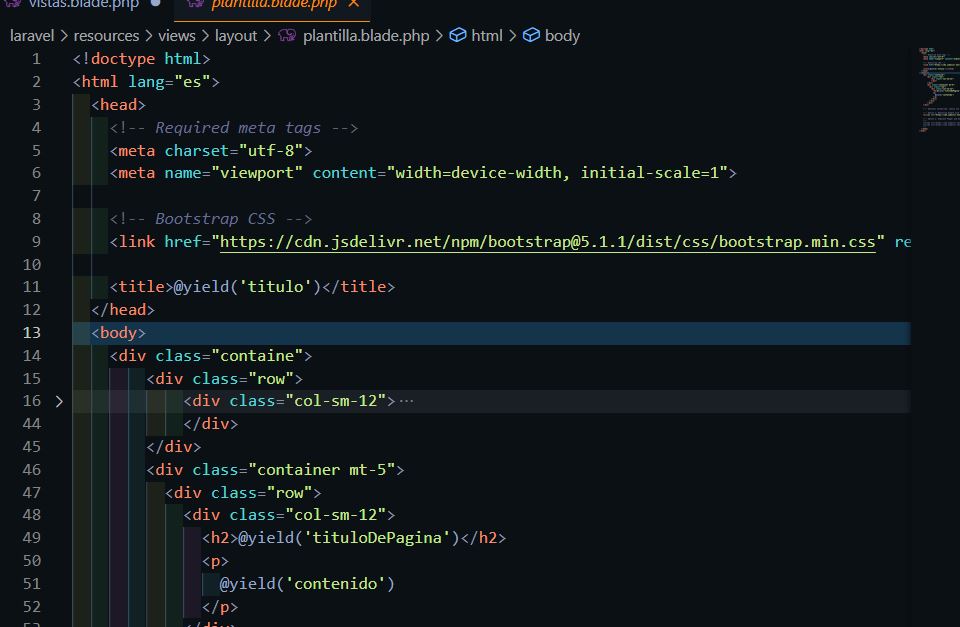 vistas.blade.php ● plantilla.blade.php ×
laravel > resources > views > layout > plantilla.blade.php > html > body
1 <!doctype html>
2 <html lang="es">
3 <head>
4 <!-- Required meta tags -->
5 <meta charset="utf-8">
6 <meta name="viewport" content="width=device-width, initial-scale=1">
7
8 <!-- Bootstrap CSS -->
9 <link href="https://cdn.jsdelivr.net/npm/bootstrap@5.1.1/dist/css/bootstrap.min.css" re
10
11 <title>@yield('titulo')</title>
12 </head>
13 <body>
14 <div class="containe">
15 <div class="row">
16 > <div class="col-sm-12">···
44 </div>
45 </div>
46 <div class="container mt-5">
47 <div class="row">
48 <div class="col-sm-12">
49 <h2>@yield('tituloDePagina')</h2>
50 <p>
51 @yield('contenido')
52 </p>
53 </div>